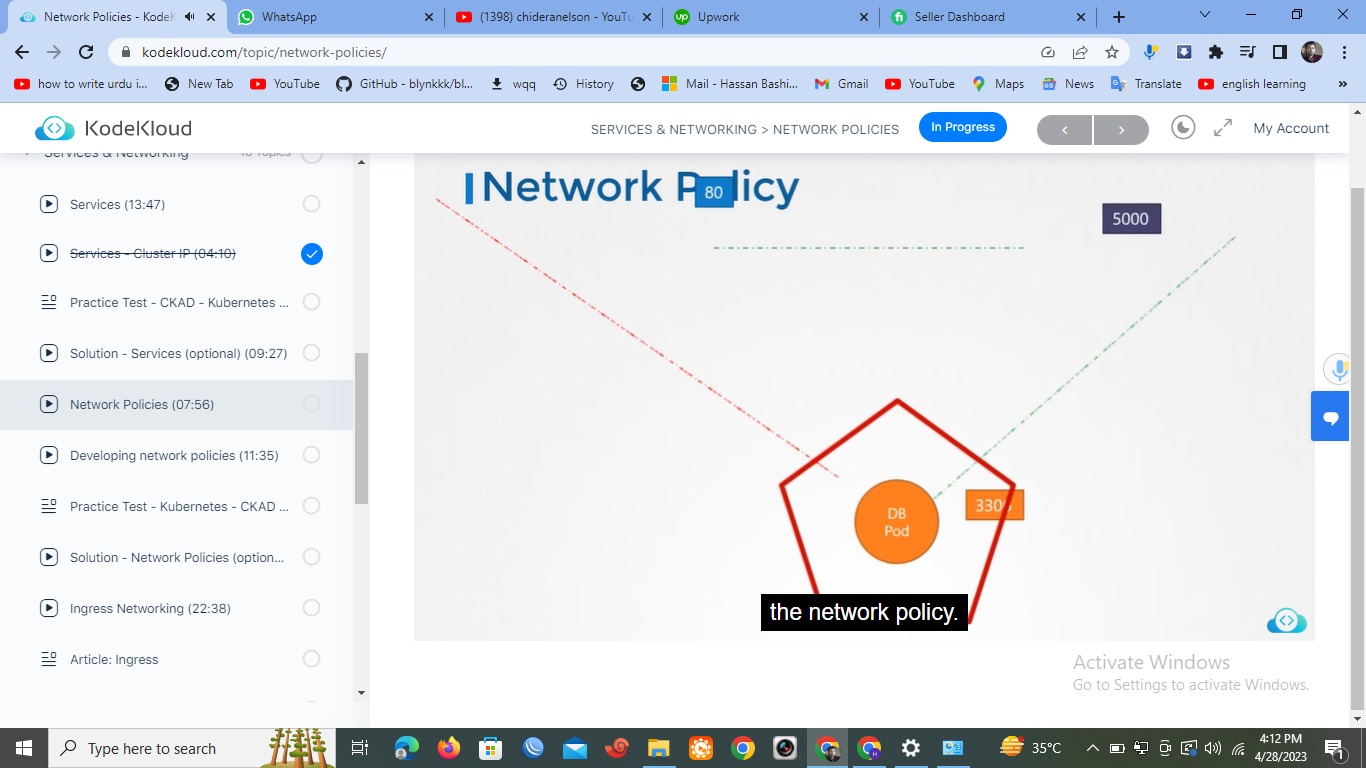 Network Policies - KodeK
WhatsApp
(1398) chideranelson - YouTu
Upwork
Seller Dashboard
kodekloud.com/topic/network-policies/
how to write urdu i...
New Tab
YouTube
GitHub - blynkkk/bl...
wqq
History
Mail - Hassan Bashi...
Gmail
YouTube
Maps
News
Translate
english learning
KodeKloud
SERVICES & NETWORKING > NETWORK POLICIES
In Progress
My Account
Services & Networking
Topics
Services (13:47)
Services - Cluster IP (04:10)
Practice Test - CKAD - Kubernetes ...
Solution - Services (optional) (09:27)
Network Policies (07:56)
Developing network policies (11:35)
Practice Test - Kubernetes - CKAD ...
Solution - Network Policies (option...
Ingress Networking (22:38)
Article: Ingress
Network Policy
80
5000
DB
Pod
3306
the network policy.
Activate Windows
Go to Settings to activate Windows.
Type here to search
35°C
4:12 PM
4/28/2023
1